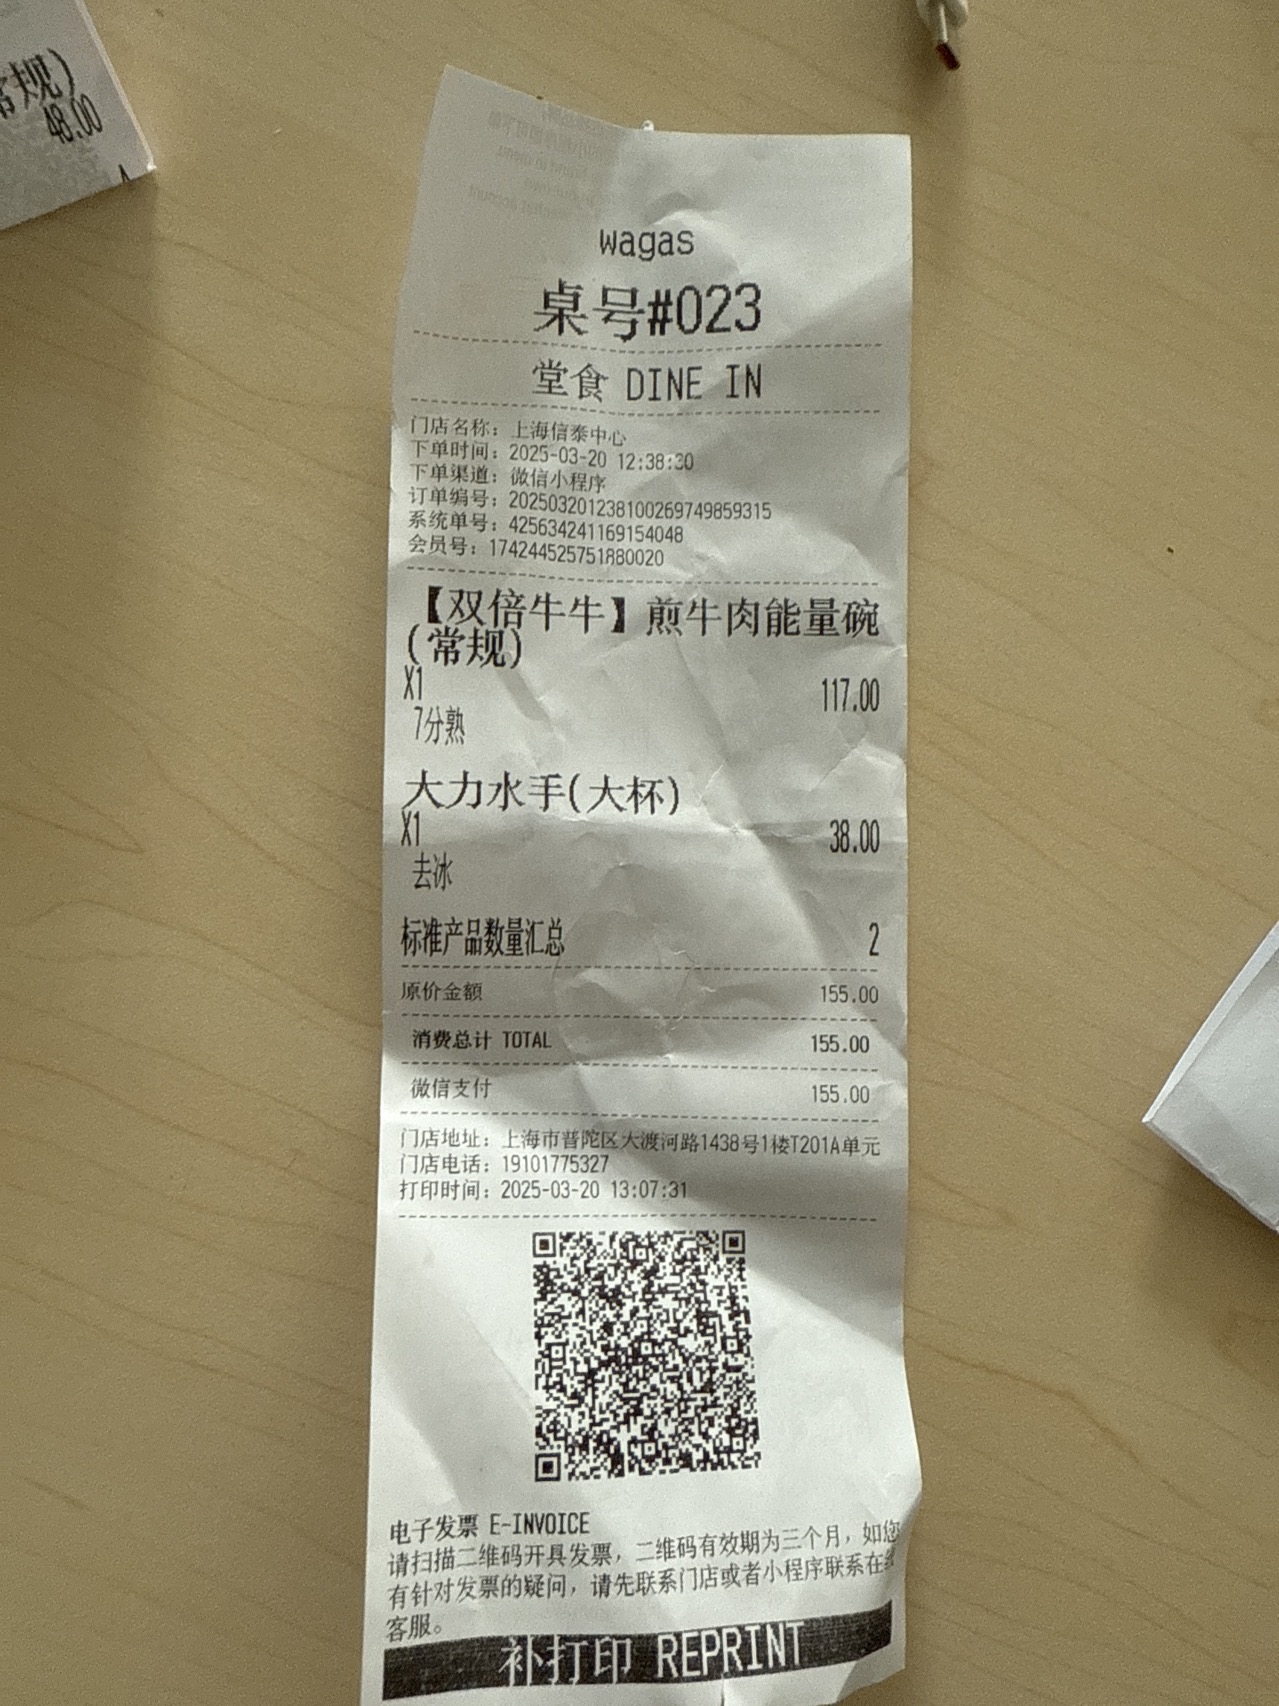 常规)
48.00
wagas
桌号#023
堂食 DINE IN
门店名称: 上海信泰中心
下单时间: 2025-03-20 12:38:30
下单渠道: 微信小程序
订单编号: 2025032012381002697498​59315
系统单号: 425634241169154048
会员号: 174244525751880020
【双倍牛牛】煎牛肉能量碗
(常规)
X1 117.00
7分熟
大力水手(大杯)
X1 38.00
去冰
标准产品数量汇总 2
原价金额 155.00
消费总计 TOTAL 155.00
微信支付 155.00
门店地址: 上海市普陀区大渡河路1438号1楼T201A单元
门店电话: 19101775327
打印时间: 2025-03-20 13:07:31
电子发票 E-INVOICE
请扫描二维码开具发票, 二维码有效期为三个月, 如您
有针对发票的疑问, 请先联系门店或者小程序联系在线
客服。
补打印 REPRINT